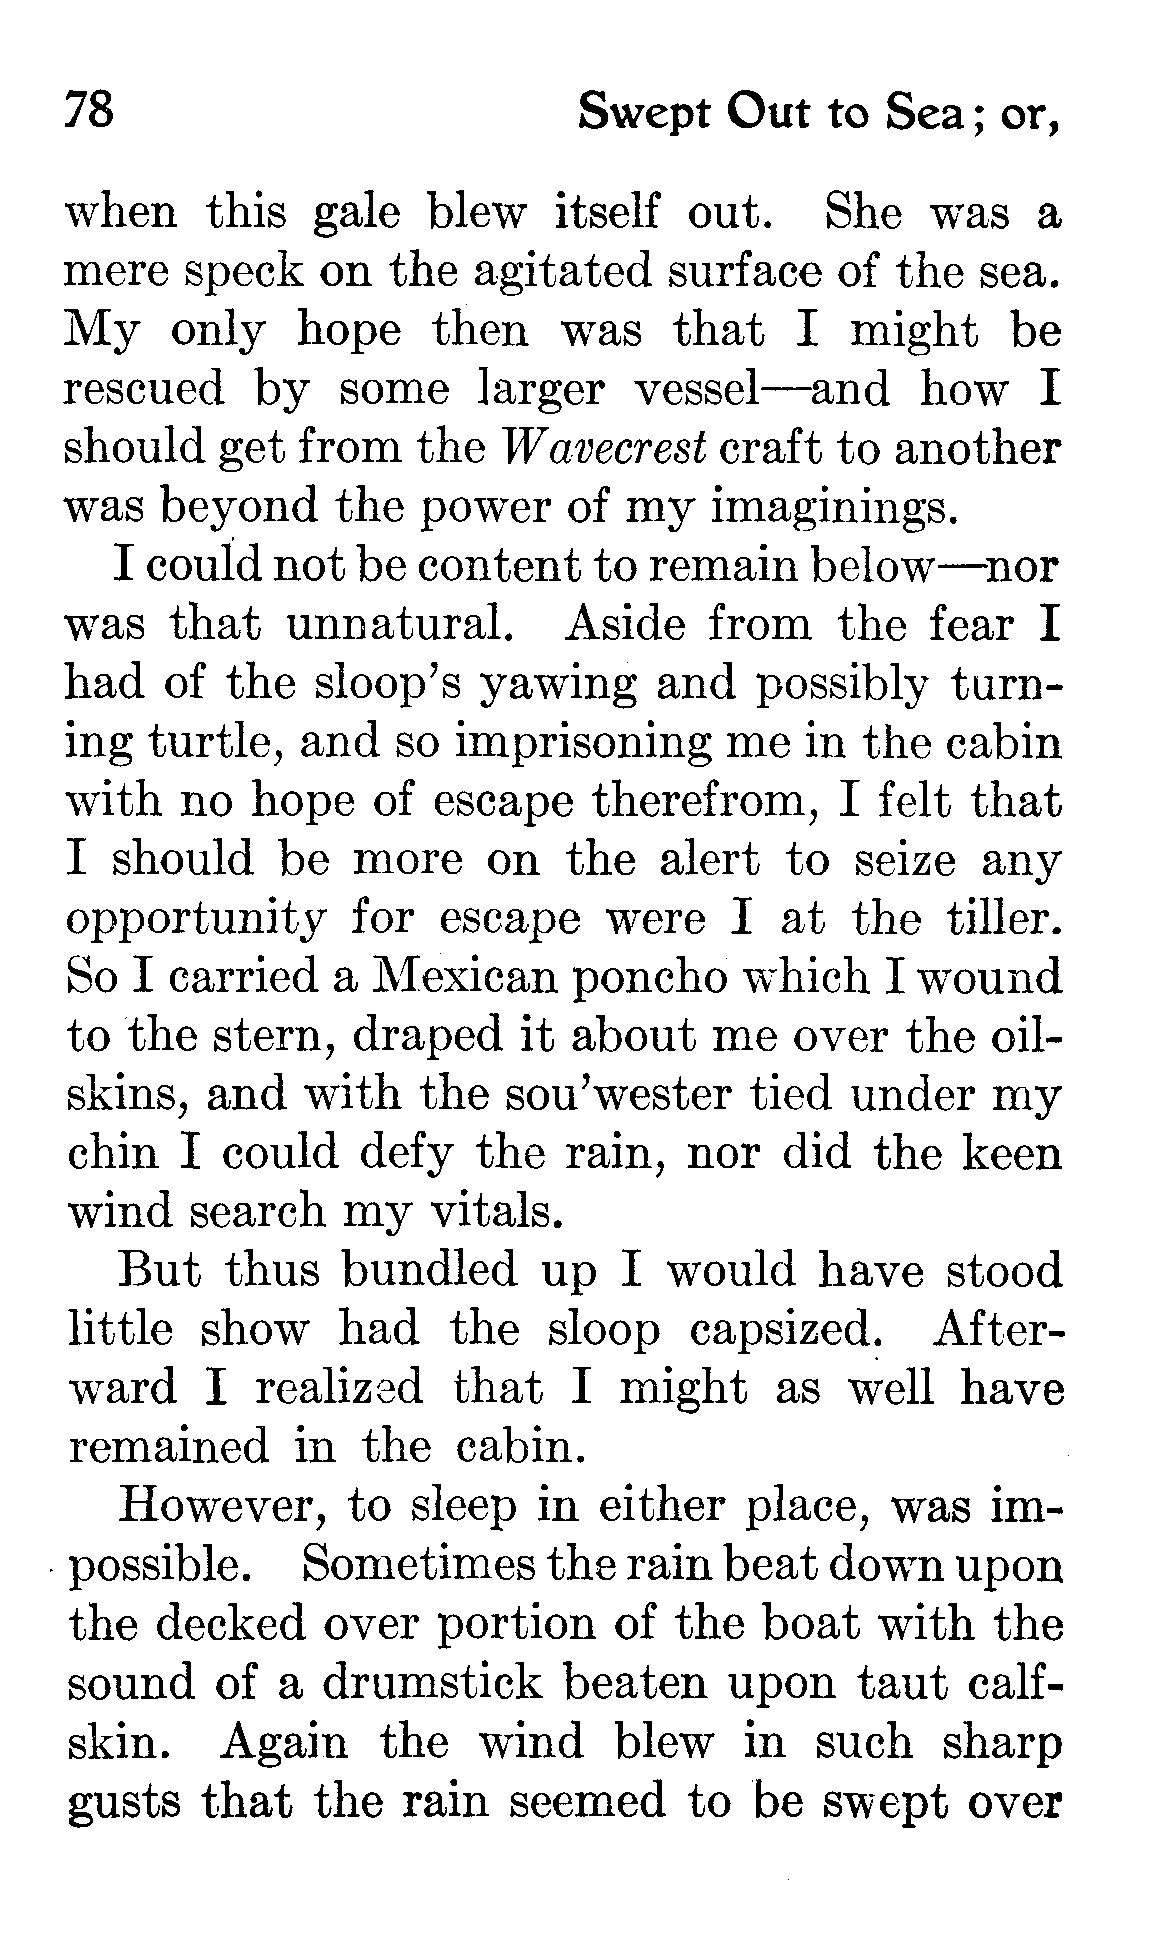 78 Swept Out to Sea; or,
when this gale blew itself out. She was a
mere speck on the agitated surface of the sea.
My only hope then was that I might be
rescued by some larger vessel—and how I
should get from the Wavecrest craft to another
was beyond the power of my imaginings.
I could not be content to remain below—nor
was that unnatural. Aside from the fear I
had of the sloop's yawing and possibly turn-
ing turtle, and so imprisoning me in the cabin
with no hope of escape therefrom, I felt that
I should be more on the alert to seize any
opportunity for escape were I at the tiller.
So I carried a Mexican poncho which I wound
to the stern, draped it about me over the oil-
skins, and with the sou'wester tied under my
chin I could defy the rain, nor did the keen
wind search my vitals.
But thus bundled up I would have stood
little show had the sloop capsized. After-
ward I realized that I might as well have
remained in the cabin.
However, to sleep in either place, was im-
possible. Sometimes the rain beat down upon
the decked over portion of the boat with the
sound of a drumstick beaten upon taut calf-
skin. Again the wind blew in such sharp
gusts that the rain seemed to be swept over